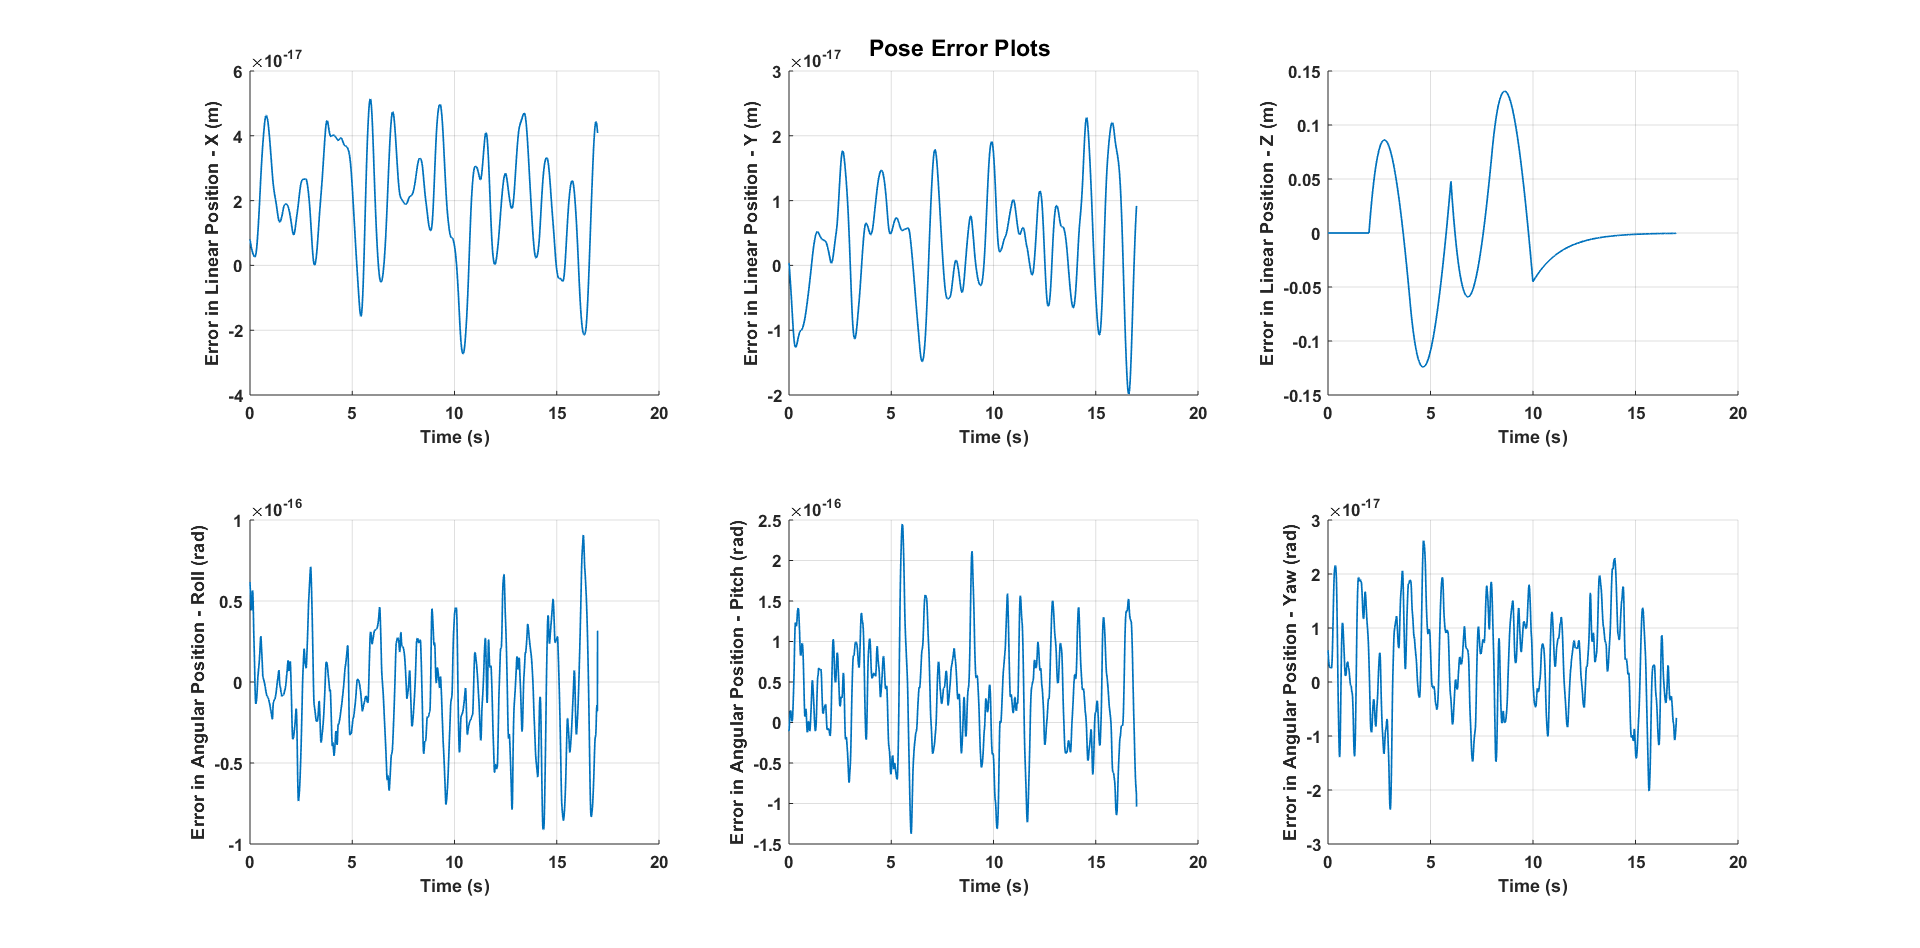 Pose Error Plots
×10-17
6
4
2
0
-2
-4
0 5 10 15 20
Time (s)
Error in Linear Position - X (m)
×10-17
3
2
1
0
-1
-2
0 5 10 15 20
Time (s)
Error in Linear Position - Y (m)
0.15
0.1
0.05
0
-0.05
-0.1
-0.15
0 5 10 15 20
Time (s)
Error in Linear Position - Z (m)
×10-16
1
0.5
0
-0.5
-1
0 5 10 15 20
Time (s)
Error in Angular Position - Roll (rad)
×10-16
2.5
2
1.5
1
0.5
0
-0.5
-1
-1.5
0 5 10 15 20
Time (s)
Error in Angular Position - Pitch (rad)
×10-17
3
2
1
0
-1
-2
-3
0 5 10 15 20
Time (s)
Error in Angular Position - Yaw (rad)